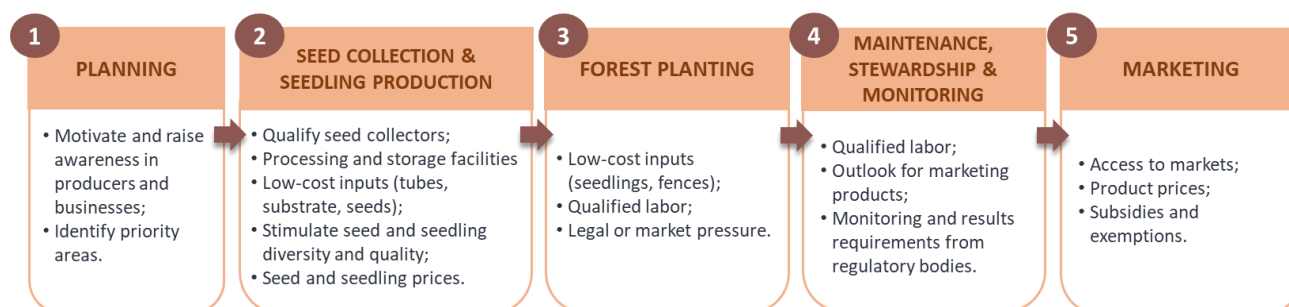 1
PLANNING
• Motivate and raise
awareness in
producers and
businesses;
• Identify priority
areas.
2
SEED COLLECTION &
SEEDLING PRODUCTION
• Qualify seed collectors;
• Processing and storage facilities
• Low-cost inputs (tubes,
substrate, seeds);
• Stimulate seed and seedling
diversity and quality;
• Seed and seedling prices.
3
FOREST PLANTING
• Low-cost inputs
(seedlings, fences);
• Qualified labor;
• Legal or market pressure.
4
MAINTENANCE,
STEWARDSHIP &
MONITORING
• Qualified labor;
• Outlook for marketing
products;
• Monitoring and results
requirements from
regulatory bodies.
5
MARKETING
• Access to markets;
• Product prices;
• Subsidies and
exemptions.